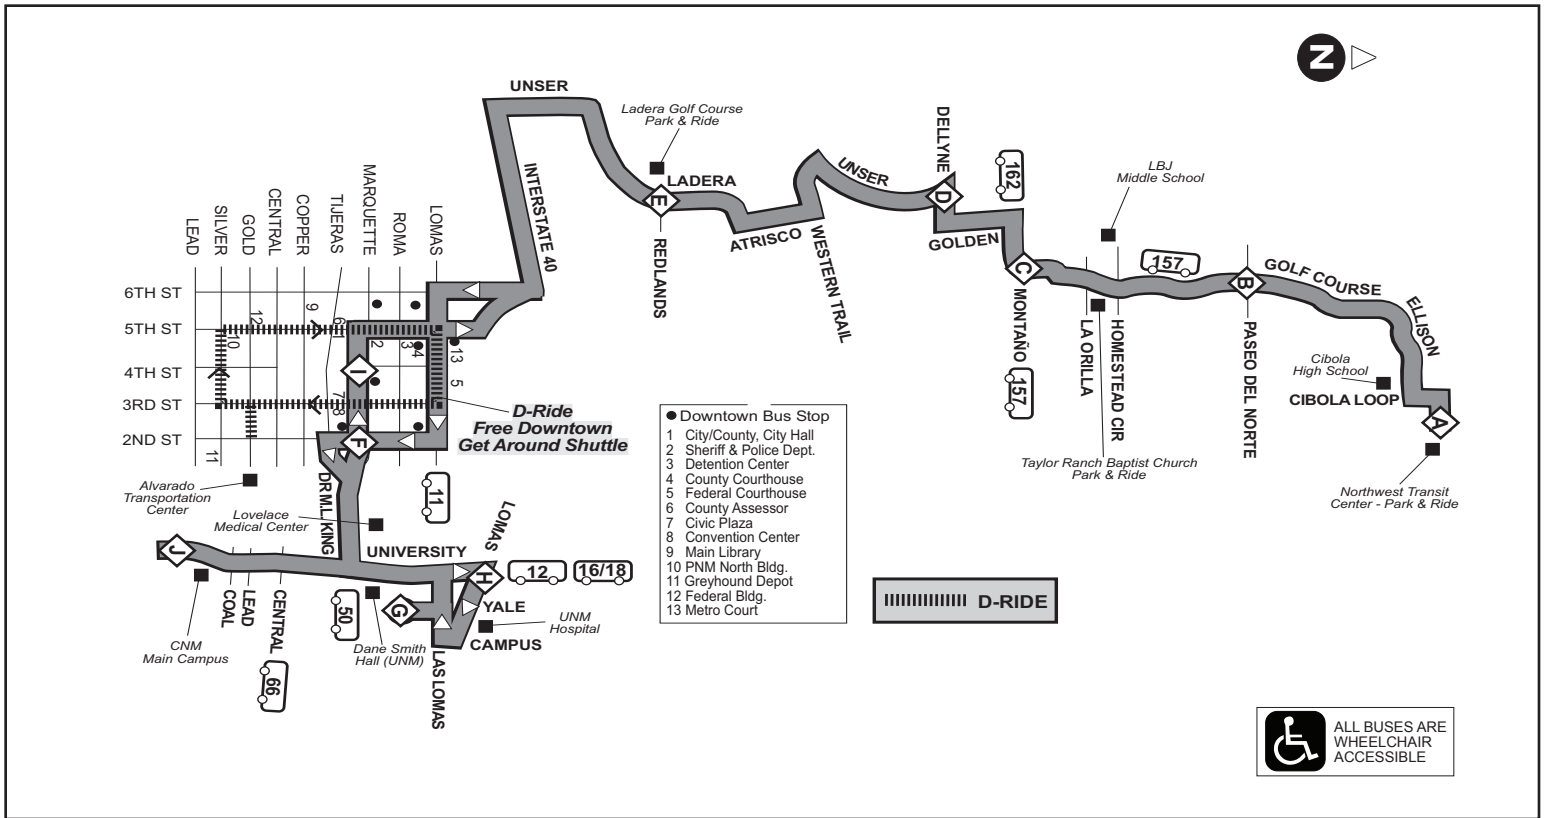 N
UNSER
Ladera Golf Course
Park & Ride
INTERSTATE 40
E
LADERA
REDLANDS
ATRISCO
WESTERN TRAIL
UNSER
DELLYNE
D
162
GOLDEN
C
MONTAÑO
157
LBJ
Middle School
157
LA ORILLA
HOMESTEAD CIR
Taylor Ranch Baptist Church
Park & Ride
B
GOLF COURSE
PASEO DEL NORTE
ELLISON
Cibola
High School
CIBOLA LOOP
A
Northwest Transit
Center - Park & Ride
LEAD
SILVER
GOLD
CENTRAL
COPPER
TIJERAS
MARQUETTE
ROMA
LOMAS
6TH ST
5TH ST
4TH ST
3RD ST
2ND ST
12
9
6
1
10
2
3
4
13
5
7
8
11
I
F
D-Ride
Free Downtown
Get Around Shuttle
Alvarado
Transportation
Center
Lovelace
Medical Center
DR M.L. KING
11
J
UNIVERSITY
LOMAS
H
12
16/18
COAL
LEAD
CENTRAL
CNM
Main Campus
66
50
Dane Smith
Hall (UNM)
G
YALE
CAMPUS
LAS LOMAS
UNM
Hospital
Downtown Bus Stop
1 City/County, City Hall
2 Sheriff & Police Dept.
3 Detention Center
4 County Courthouse
5 Federal Courthouse
6 County Assessor
7 Civic Plaza
8 Convention Center
9 Main Library
10 PNM North Bldg.
11 Greyhound Depot
12 Federal Bldg.
13 Metro Court
D-RIDE
ALL BUSES ARE
WHEELCHAIR
ACCESSIBLE